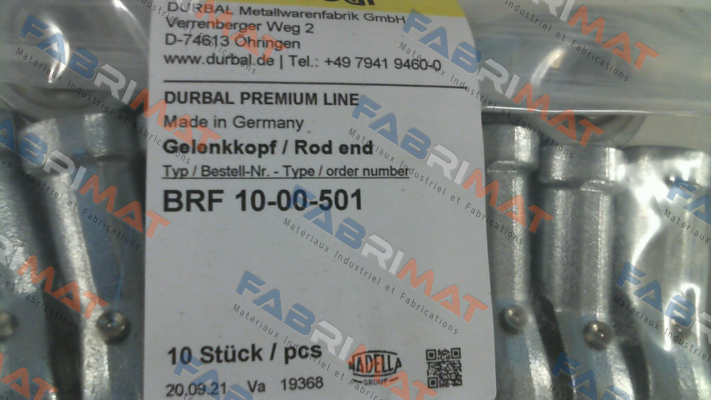 DURBAL Metallwarenfabrik GmbH
Verrenberger Weg 2
D-74613 Öhringen
www.durbal.de | Tel.: +49 7941 9460-0
DURBAL PREMIUM LINE
Made in Germany
Gelenkkopf / Rod end
Typ / Bestell-Nr. - Type / order number
BRF 10-00-501
10 Stück / pcs
NADELLA
GROUP
20.09.21 Va 19368
FABRIMAT
Materiaux Industriel et Fabrications